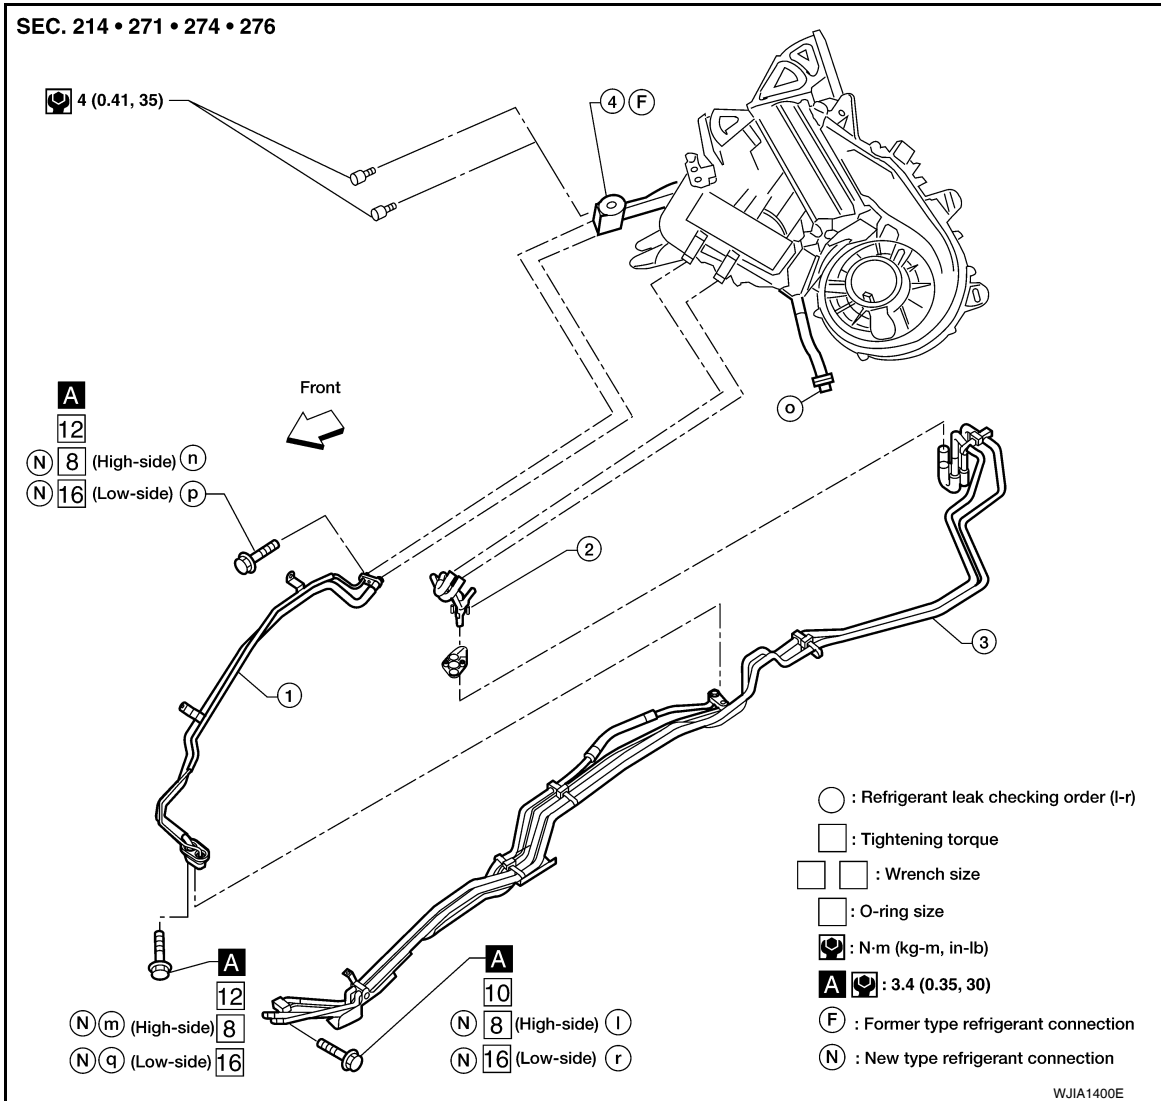 SEC. 214 • 271 • 274 • 276
4 (0.41, 35)
4 F
Front
A
12
N 8 (High-side) n
N 16 (Low-side) p
o
2
3
1
A
12
N m (High-side) 8
N q (Low-side) 16
A
10
N 8 (High-side) l
N 16 (Low-side) r
: Refrigerant leak checking order (l-r)
: Tightening torque
: Wrench size
: O-ring size
: N·m (kg-m, in-lb)
A : 3.4 (0.35, 30)
F : Former type refrigerant connection
N : New type refrigerant connection
WJIA1400E